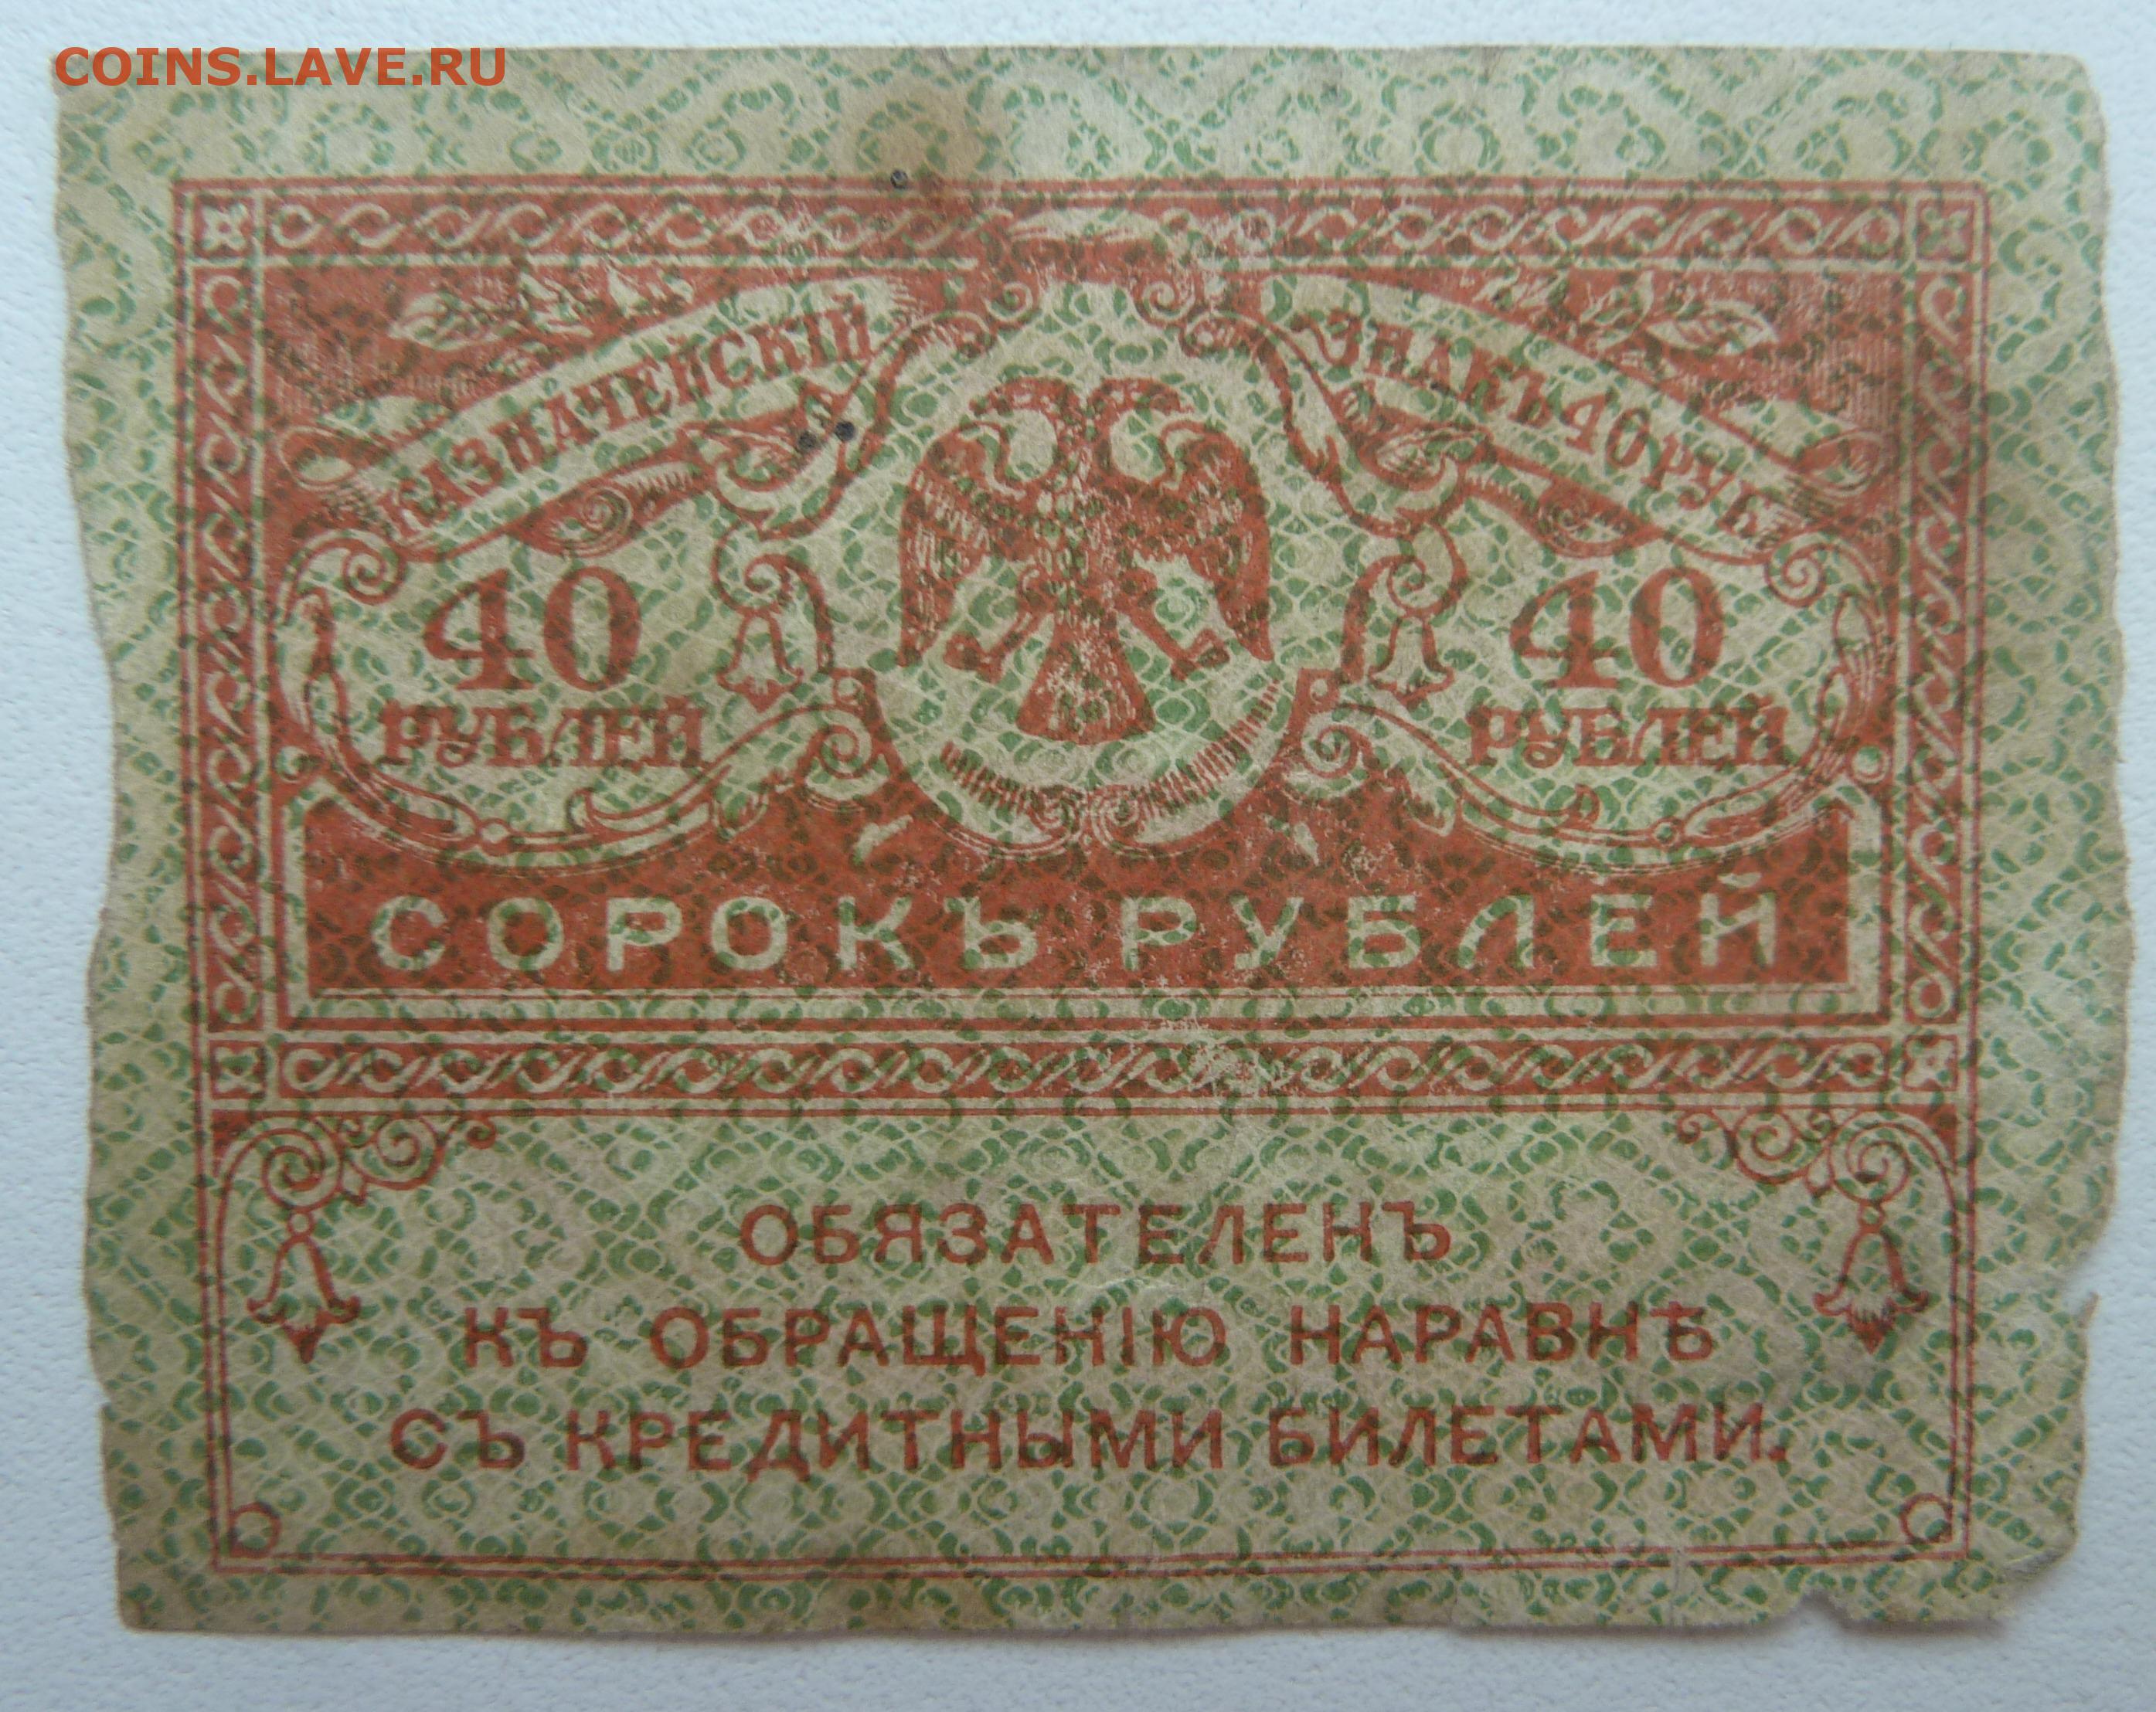 COINS.LAVE.RU
КАЗНАЧЕЙСКІЙ ЗНАКЪ 40 РУБ.
40 40
РУБЛЕЙ РУБЛЕЙ
СОРОКЪ РУБЛЕЙ
ОБЯЗАТЕЛЕНЪ
КЪ ОБРАЩЕНІЮ НАРАВНѢ
СЪ КРЕДИТНЫМИ БИЛЕТАМИ.